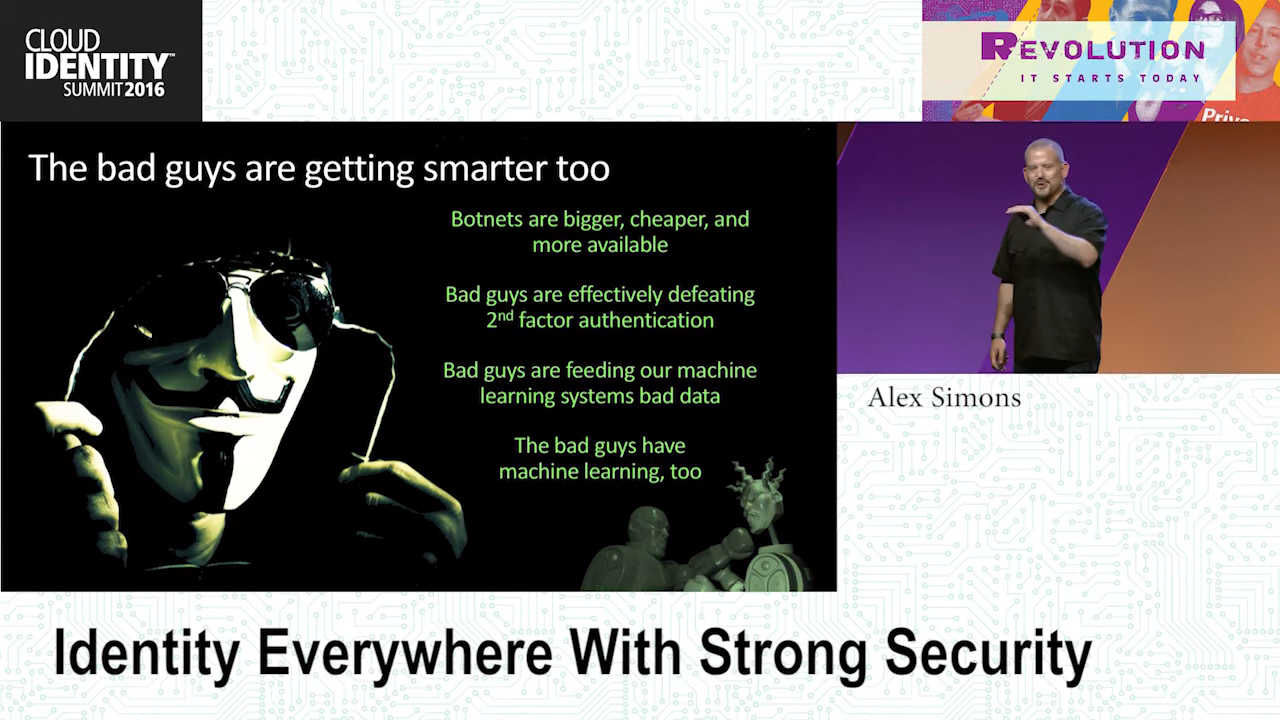 CLOUD
IDENTITY™
SUMMIT 2016
REVOLUTION
IT STARTS TODAY
The bad guys are getting smarter too
Botnets are bigger, cheaper, and
more available
Bad guys are effectively defeating
2nd factor authentication
Bad guys are feeding our machine
learning systems bad data
The bad guys have
machine learning, too
Alex Simons
Identity Everywhere With Strong Security